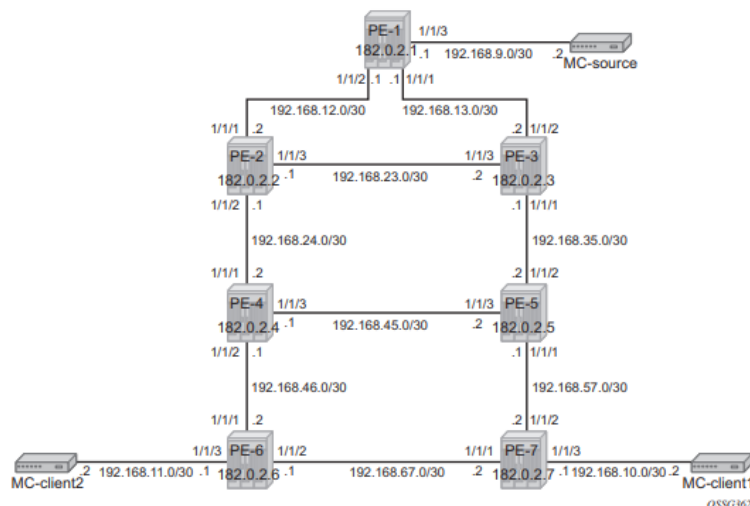 PE-1
182.0.2.1
1/1/3
.1 192.168.9.0/30 .2
MC-source
1/1/2 .1 .1 1/1/1
192.168.12.0/30 192.168.13.0/30
1/1/1 .2 .2 1/1/2
PE-2 1/1/3 1/1/3 PE-3
182.0.2.2 .1 192.168.23.0/30 .2 182.0.2.3
1/1/2 .1 .1 1/1/1
192.168.24.0/30 192.168.35.0/30
1/1/1 .2 .2 1/1/2
PE-4 1/1/3 1/1/3 PE-5
182.0.2.4 .1 192.168.45.0/30 .2 182.0.2.5
1/1/2 .1 .1 1/1/1
192.168.46.0/30 192.168.57.0/30
1/1/1 .2 .2 1/1/2
1/1/3 PE-6 1/1/2 1/1/1 PE-7 1/1/3
.2 192.168.11.0/30 .1 182.0.2.6 .1 192.168.67.0/30 .2 182.0.2.7 .1 192.168.10.0/30 .2
MC-client2 MC-client1